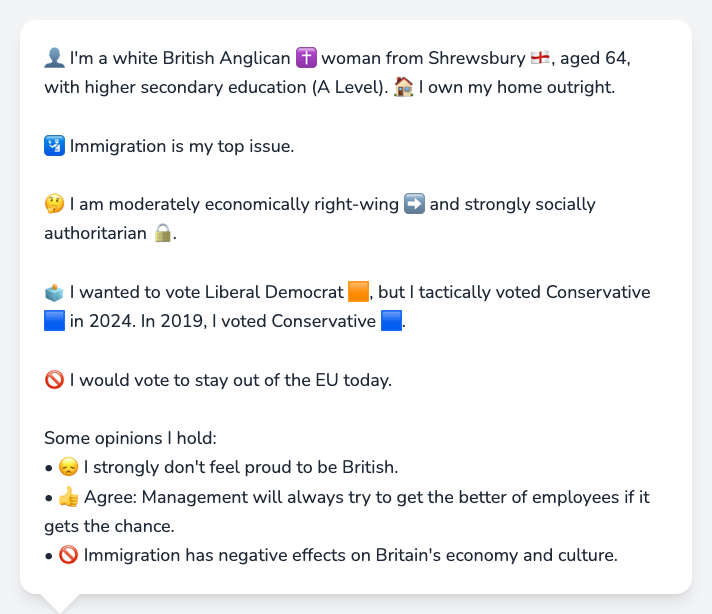 👤 I'm a white British Anglican ✝️ woman from Shrewsbury 🏴󠁧󠁢󠁥󠁮󠁧󠁿, aged 64,
with higher secondary education (A Level). 🏠 I own my home outright.
🛂 Immigration is my top issue.
🤔 I am moderately economically right-wing ➡️ and strongly socially
authoritarian 🔒.
🗳️ I wanted to vote Liberal Democrat 🟧, but I tactically voted Conservative
🟦 in 2024. In 2019, I voted Conservative 🟦.
🚫 I would vote to stay out of the EU today.
Some opinions I hold:
• 😞 I strongly don't feel proud to be British.
• 👍 Agree: Management will always try to get the better of employees if it
gets the chance.
• 🚫 Immigration has negative effects on Britain's economy and culture.